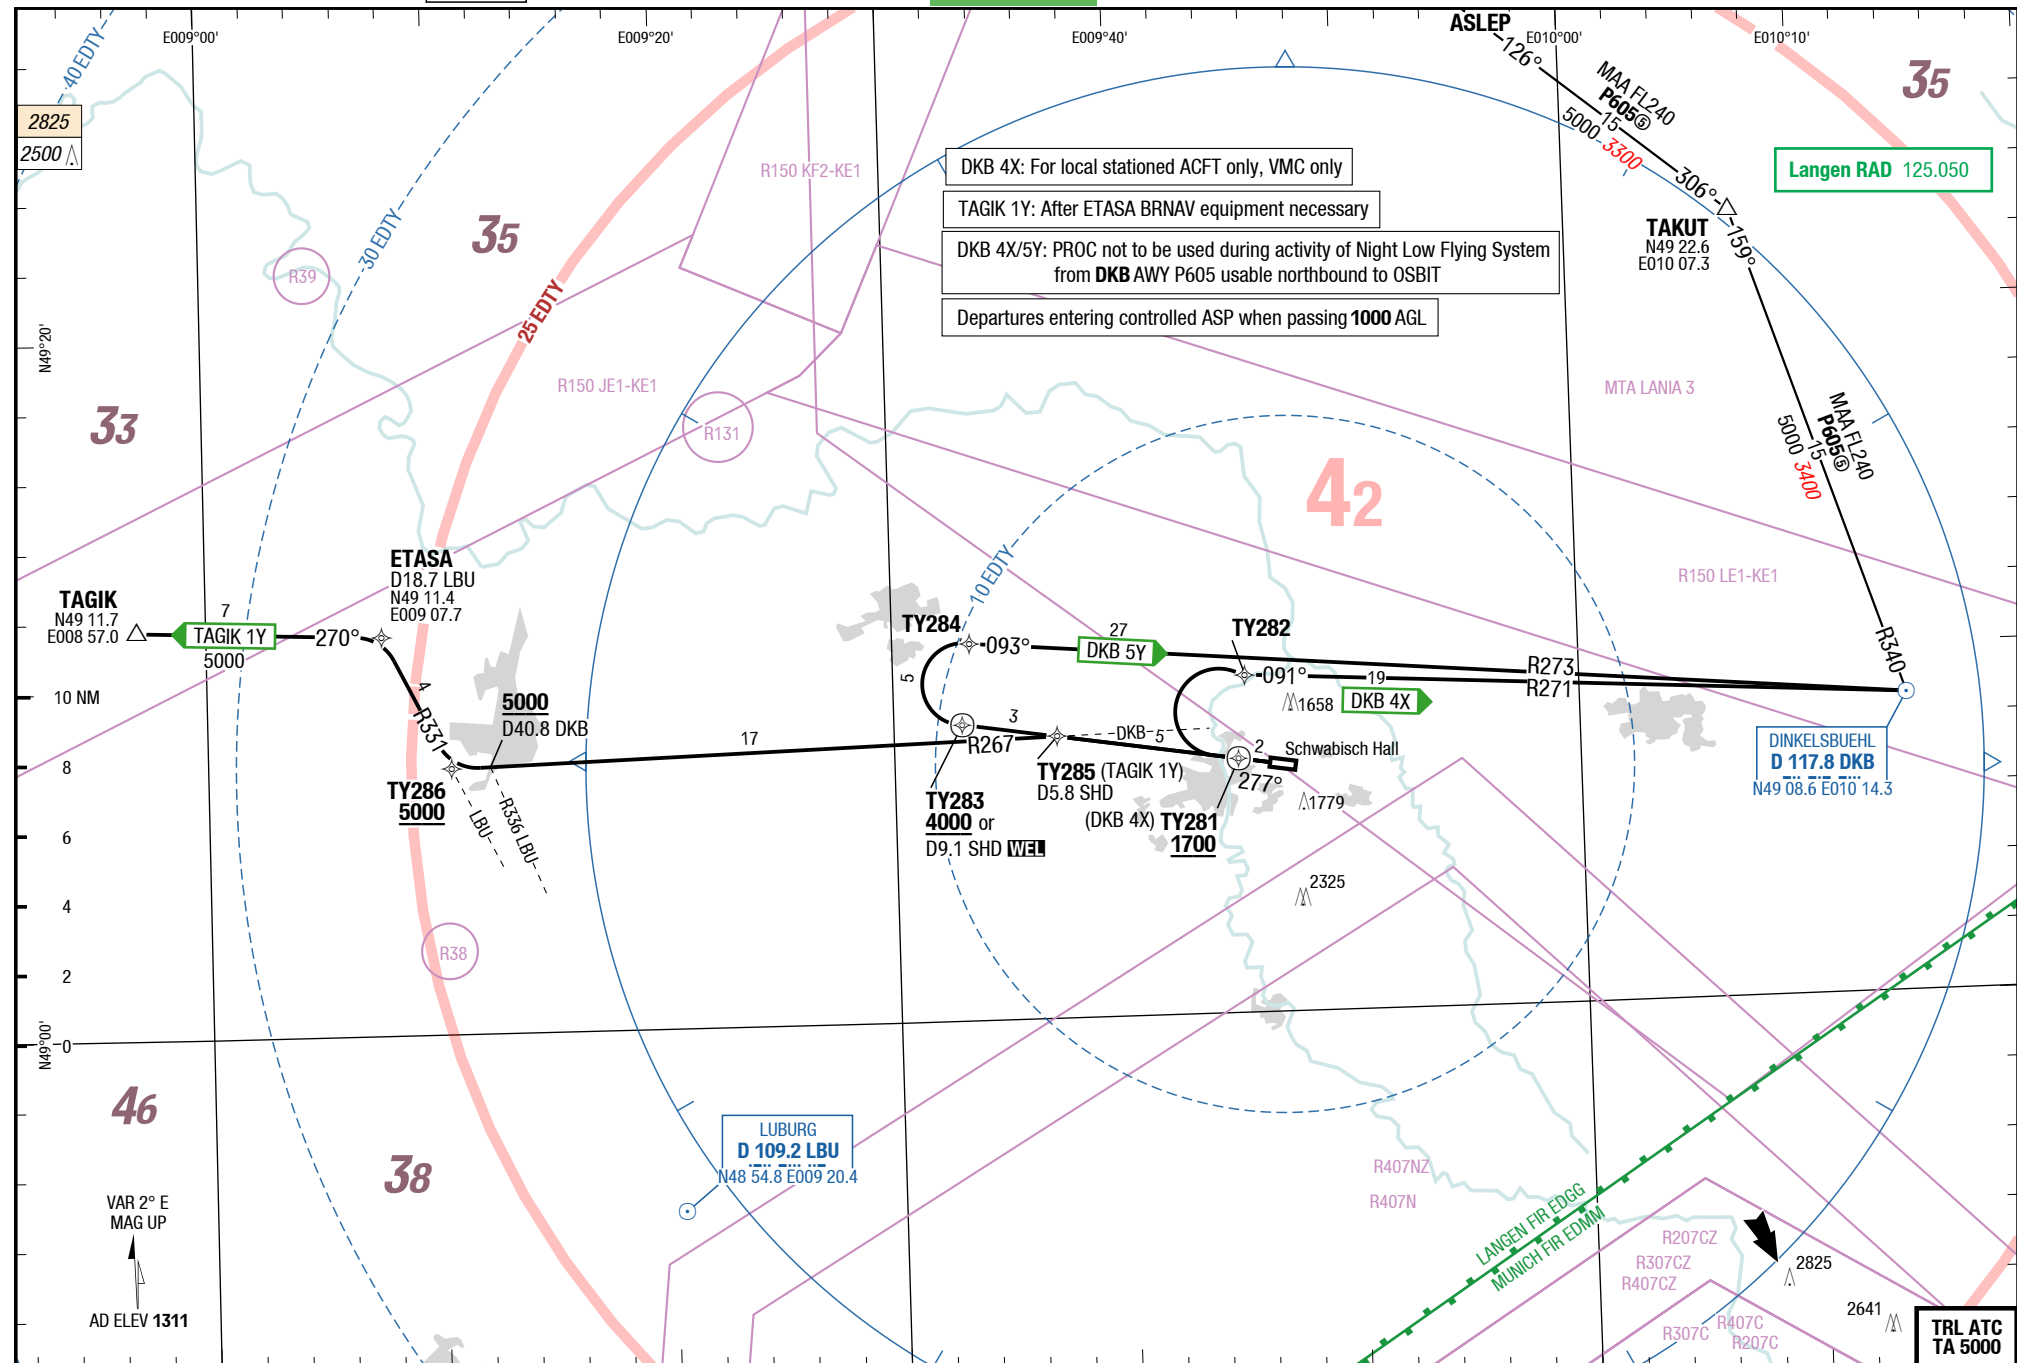 E009°00'
E009°20'
E009°40'
ASLEP
E010°00'
E010°10'
40 EDTY
126°
MAA FL240
P605⑤
15
5000 3300
35
2825
2500
R150 KF2-KE1
DKB 4X: For local stationed ACFT only, VMC only
Langen RAD 125.050
306°
TAGIK 1Y: After ETASA BRNAV equipment necessary
TAKUT
N49 22.6
E010 07.3
159°
35
30 EDTY
DKB 4X/5Y: PROC not to be used during activity of Night Low Flying System
from DKB AWY P605 usable northbound to OSBIT
R39
25 EDTY
Departures entering controlled ASP when passing 1000 AGL
N49°20'
R150 JE1-KE1
MTA LANIA 3
33
R131
MAA FL240
P605⑤
15
5000 3400
42
ETASA
D18.7 LBU
N49 11.4
E009 07.7
10 EDTY
R150 LE1-KE1
TAGIK
N49 11.7
E008 57.0
7
TAGIK 1Y
5000
270°
TY284
093°
27
DKB 5Y
TY282
R340
R273
R271
091°
19
5
4
R331
10 NM
5000
D40.8 DKB
1658
DKB 4X
3
DKB
5
17
R267
2
Schwabisch Hall
DINKELSBUEHL
D 117.8 DKB
N49 08.6 E010 14.3
8
TY285 (TAGIK 1Y)
D5.8 SHD
277°
TY286
5000
LBU
R336 LBU
TY283
4000 or
D9.1 SHD WEL
(DKB 4X) TY281
1700
1779
6
2325
4
R38
2
N49°00'
0
46
LUBURG
D 109.2 LBU
N48 54.8 E009 20.4
38
R407NZ
R407N
LANGEN FIR EDGG
MUNICH FIR EDMM
VAR 2° E
MAG UP
R207CZ
R307CZ
R407CZ
2825
AD ELEV 1311
2641
R407C
R307C
R207C
TRL ATC
TA 5000